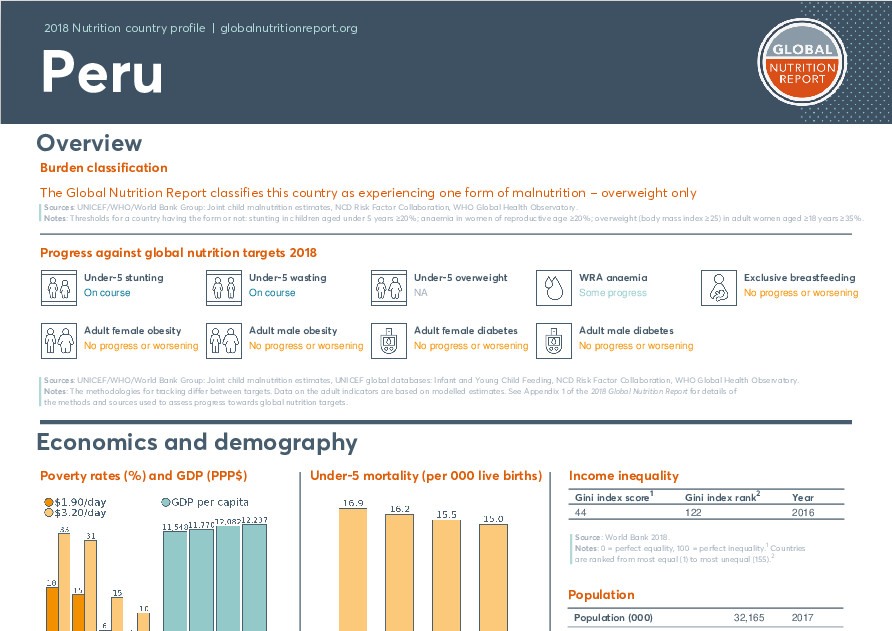 2018 Nutrition country profile | globalnutritionreport.org
Peru
GLOBAL
NUTRITION
REPORT
Overview
Burden classification
The Global Nutrition Report classifies this country as experiencing one form of malnutrition – overweight only
Sources: UNICEF/WHO/World Bank Group: Joint child malnutrition estimates, NCD Risk Factor Collaboration, WHO Global Health Observatory.
Notes: Thresholds for a country having the form or not: stunting in children aged under 5 years ≥20%; anaemia in women of reproductive age ≥20%; overweight (body mass index ≥25) in adult women aged ≥18 years ≥35%.
Progress against global nutrition targets 2018
Under-5 stunting
On course
Under-5 wasting
On course
Under-5 overweight
NA
WRA anaemia
Some progress
Exclusive breastfeeding
No progress or worsening
Adult female obesity
No progress or worsening
Adult male obesity
No progress or worsening
Adult female diabetes
No progress or worsening
Adult male diabetes
No progress or worsening
Sources: UNICEF/WHO/World Bank Group: Joint child malnutrition estimates, UNICEF global databases: Infant and Young Child Feeding, NCD Risk Factor Collaboration, WHO Global Health Observatory.
Notes: The methodologies for tracking differ between targets. Data on the adult indicators are based on modelled estimates. See Appendix 1 of the 2018 Global Nutrition Report for details of
the methods and sources used to assess progress towards global nutrition targets.
Economics and demography
Poverty rates (%) and GDP (PPP$)
$1.90/day
$3.20/day
GDP per capita
18
33
15
31
6
15
10
11,548
11,770
12,082
12,237
Under-5 mortality (per 000 live births)
16.9
16.2
15.5
15.0
Income inequality
Gini index score1 Gini index rank2 Year
44 122 2016
Source: World Bank 2018.
Notes: 0 = perfect equality, 100 = perfect inequality.1 Countries
are ranked from most equal (1) to most unequal (155).2
Population
Population (000) 32,165 2017